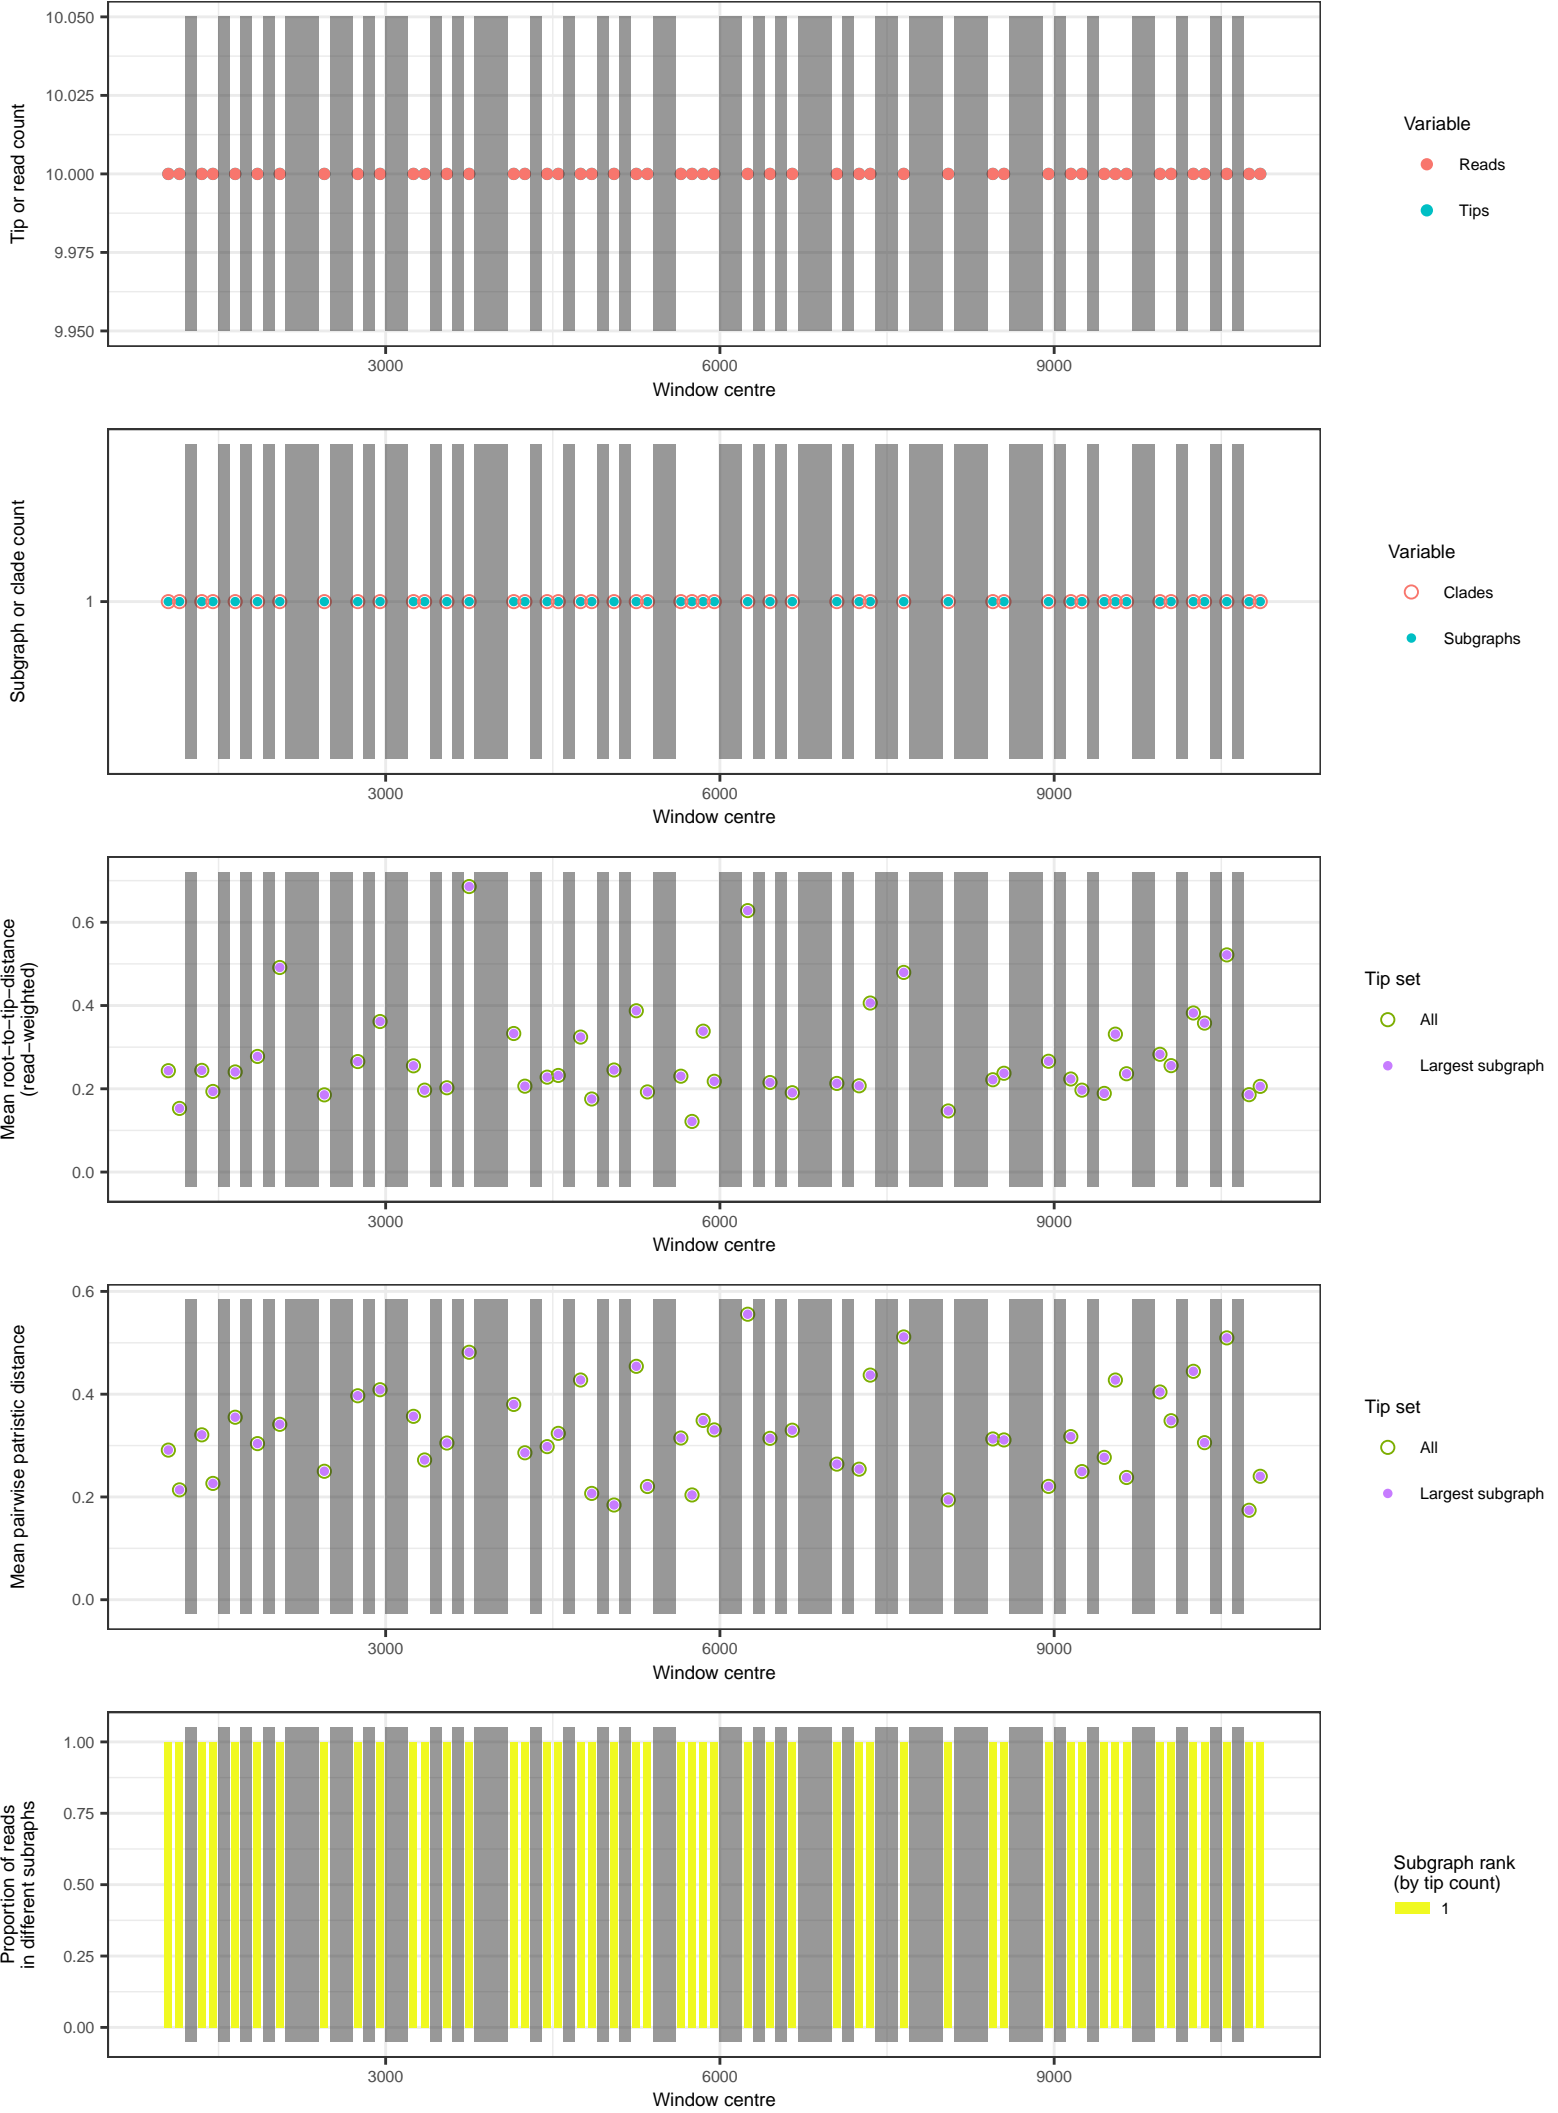 10.050
10.025
10.000
9.975
9.950
Tip or read count
3000
6000
9000
Window centre
Variable
Reads
Tips
1
Subgraph or clade count
3000
6000
9000
Window centre
Variable
Clades
Subgraphs
0.6
0.4
0.2
0.0
Mean root−to−tip−distance
(read−weighted)
3000
6000
9000
Window centre
Tip set
All
Largest subgraph
0.6
0.4
0.2
0.0
Mean pairwise patristic distance
3000
6000
9000
Window centre
Tip set
All
Largest subgraph
1.00
0.75
0.50
0.25
0.00
Proportion of reads
in different subraphs
3000
6000
9000
Window centre
Subgraph rank
(by tip count)
1